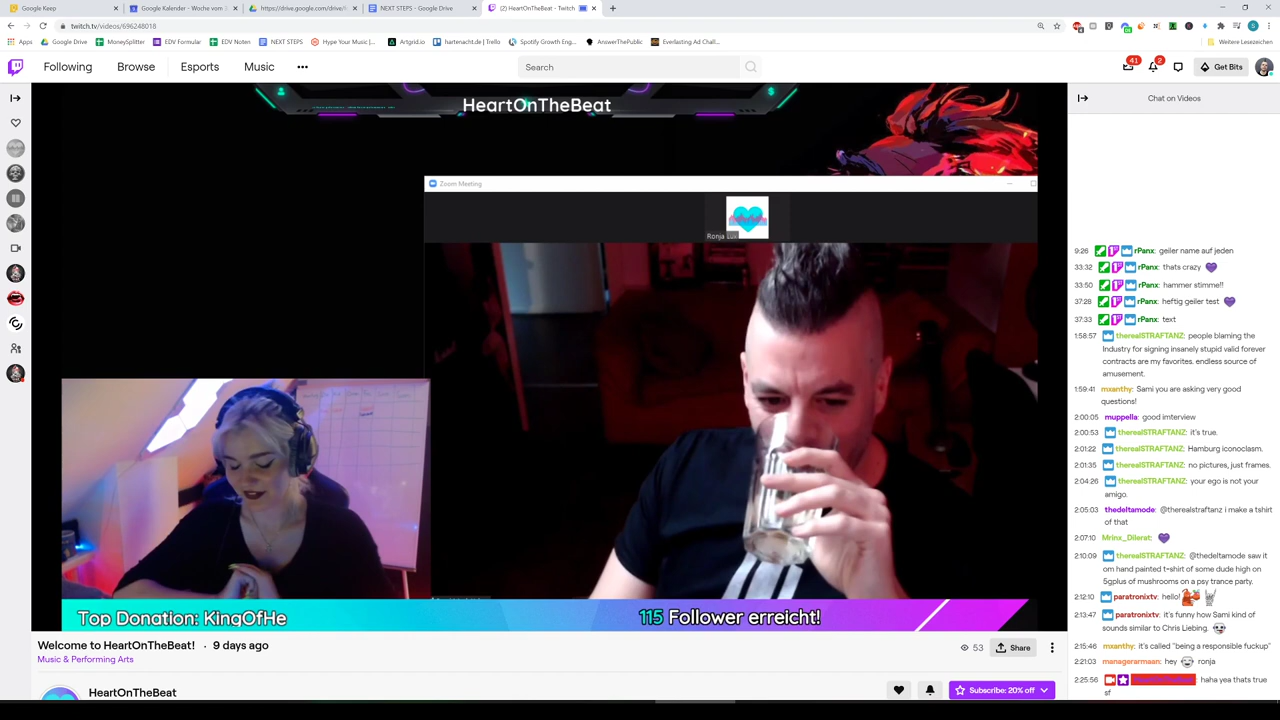 Google Keep
Google Kalender - Woche vom 3
https://drive.google.com/drive/f
NEXT STEPS - Google Drive
(2) HeartOnTheBeat - Twitch
twitch.tv/videos/696248018
Apps
Google Drive
MoneySplitter
EDV Formular
EDV Noten
NEXT STEPS
Hype Your Music |...
Artgrid.io
hartenacht.de | Trello
Spotify Growth Eng...
AnswerThePublic
Everlasting Ad Chall...
Weitere Lesezeichen
Following
Browse
Esports
Music
Search
41
2
Get Bits
HeartOnTheBeat
Zoom Meeting
Ronja Lux
Top Donation: KingOfHe
115 Follower erreicht!
Welcome to HeartOnTheBeat! · 9 days ago
Music & Performing Arts
53
Share
HeartOnTheBeat
Subscribe: 20% off
Chat on Videos
9:26 rPanx: geiler name auf jeden
33:32 rPanx: thats crazy
33:50 rPanx: hammer stimme!!
37:28 rPanx: heftig geiler test
37:33 rPanx: text
1:58:57 therealSTRAFTANZ: people blaming the
Industry for signing insanely stupid valid forever
contracts are my favorites. endless source of
amusement.
1:59:41 mxanthy: Sami you are asking very good
questions!
2:00:05 muppella: good imterview
2:00:53 therealSTRAFTANZ: it's true.
2:01:22 therealSTRAFTANZ: Hamburg iconoclasm.
2:01:35 therealSTRAFTANZ: no pictures, just frames.
2:04:26 therealSTRAFTANZ: your ego is not your
amigo.
2:05:03 thedeltamode: @therealstraftanz i make a tshirt
of that
2:07:10 Mrinx_Dilerat:
2:10:09 therealSTRAFTANZ: @thedeltamode saw it
om hand painted t-shirt of some dude high on
5gplus of mushrooms on a psy trance party.
2:12:10 paratronixtv: hello!
2:13:47 paratronixtv: it's funny how Sami kind of
sounds similar to Chris Liebing.
2:15:46 mxanthy: it's called "being a responsible fuckup"
2:21:03 managerarmaan: hey ronja
2:25:56 haha yea thats true
sf